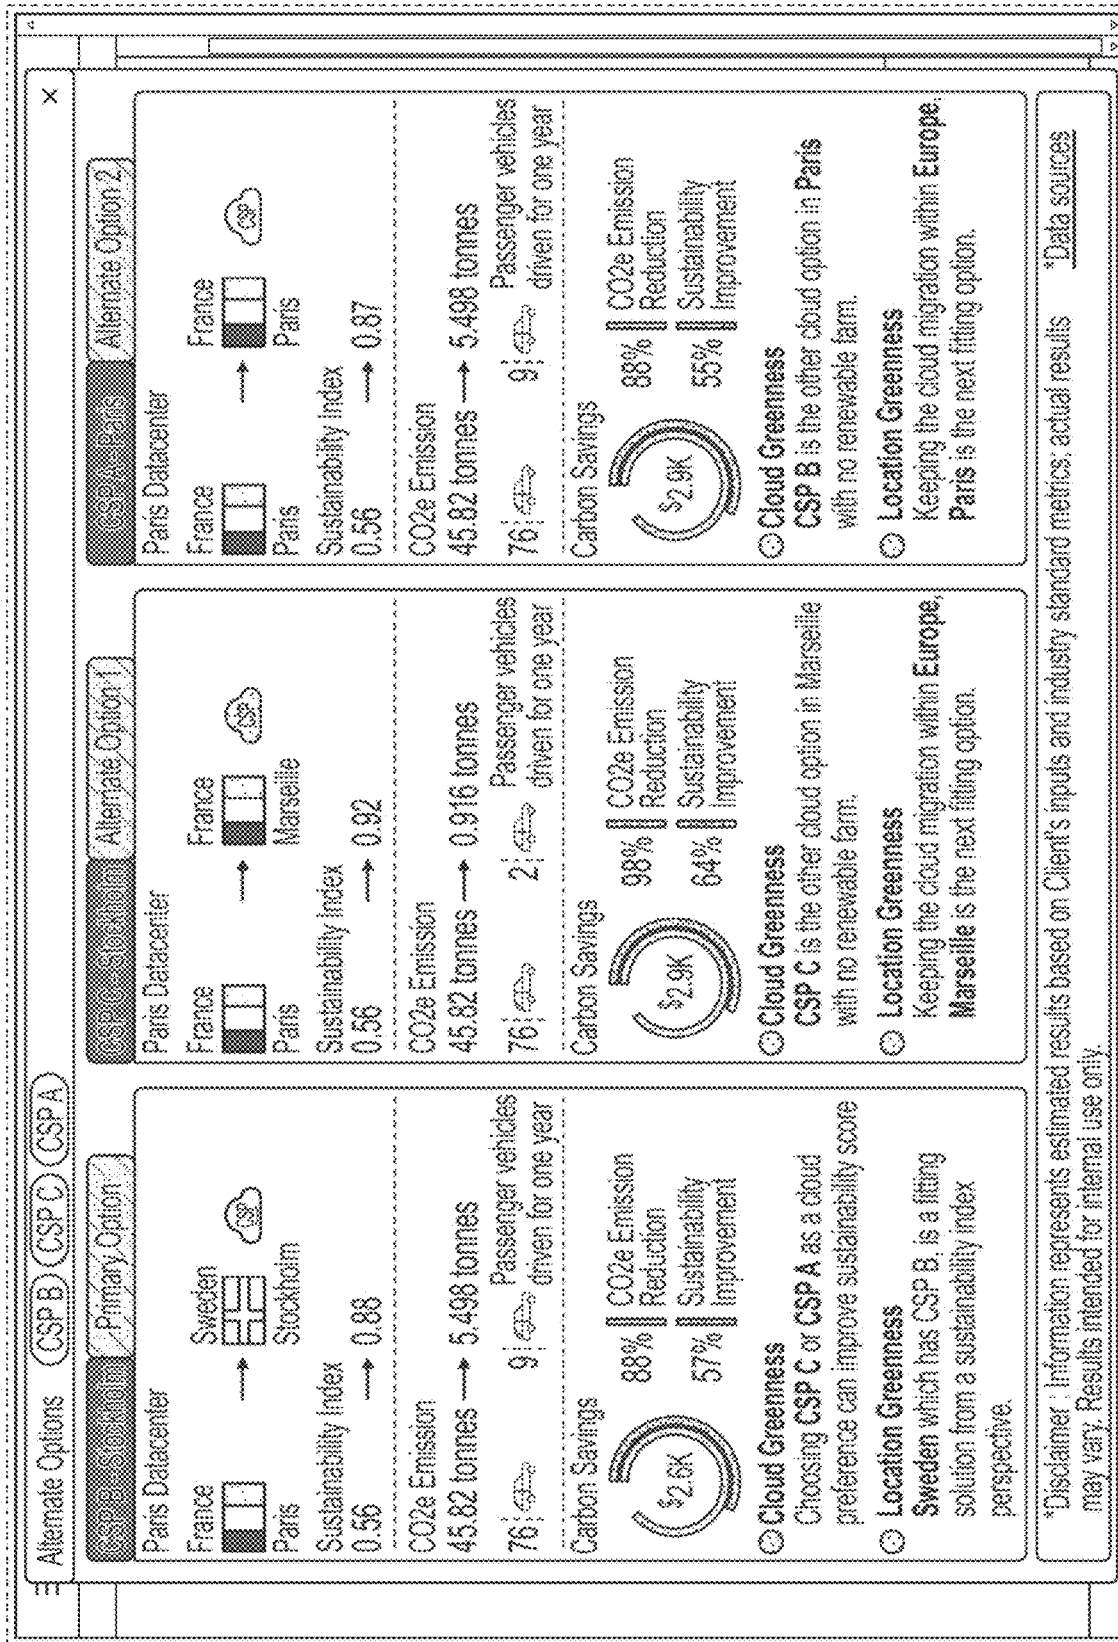 Alternate Options CSP B CSP C CSP A
Primary Option
Paris Datacenter
France Sweden
CSP
Paris Stockholm
Sustainability Index
0.56 0.88
CO2e Emission
45.82 tonnes 5.498 tonnes
76 9 Passenger vehicles
driven for one year
Carbon Savings
$2.6K
88% CO2e Emission
Reduction
57% Sustainability
Improvement
Cloud Greenness
Choosing CSP C or CSP A as a cloud
preference can improve sustainability score
Location Greenness
Sweden which has CSP B, is a fitting
solution from a sustainability index
perspective.
Alternate Option 1
Paris Datacenter
France France
CSP
Paris Marseille
Sustainability Index
0.56 0.92
CO2e Emission
45.82 tonnes 0.916 tonnes
76 2 Passenger vehicles
driven for one year
Carbon Savings
$2.9K
98% CO2e Emission
Reduction
64% Sustainability
Improvement
Cloud Greenness
CSP C is the other cloud option in Marseille
with no renewable farm.
Location Greenness
Keeping the cloud migration within Europe,
Marseille is the next fitting option.
Alternate Option 2
Paris Datacenter
France France
CSP
Paris Paris
Sustainability Index
0.56 0.87
CO2e Emission
45.82 tonnes 5.498 tonnes
76 9 Passenger vehicles
driven for one year
Carbon Savings
$2.9K
88% CO2e Emission
Reduction
55% Sustainability
Improvement
Cloud Greenness
CSP B is the other cloud option in Paris
with no renewable farm.
Location Greenness
Keeping the cloud migration within Europe,
Paris is the next fitting option.
*Disclaimer : Information represents estimated results based on Client's inputs and industry standard metrics; actual results
may vary. Results intended for internal use only.
*Data sources